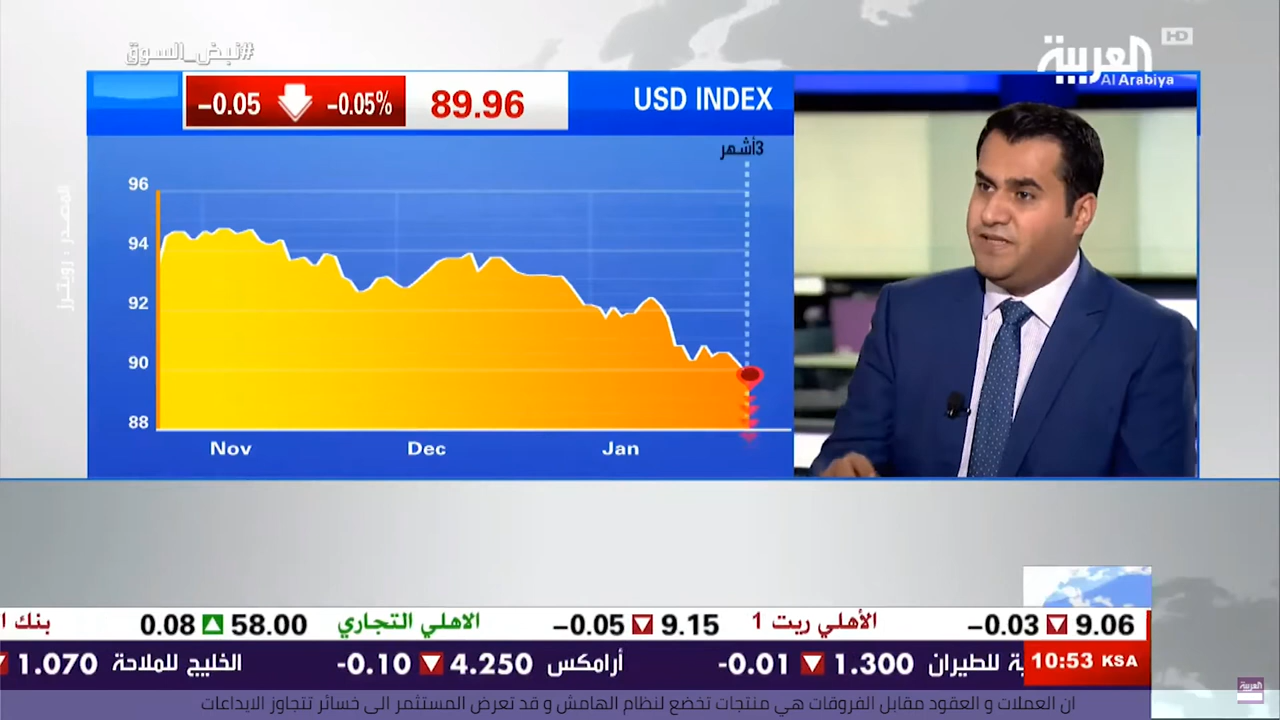 #نبض_السوق
العربية HD
Al Arabiya
-0.05 -0.05% 89.96 USD INDEX
3أشهر
96
94
92
90
88
Nov Dec Jan
المصدر : رويترز
9.06 -0.03 الأهلي ريت 1 9.15 -0.05 الاهلي التجاري 58.00 0.08 بنك
10:53 KSA
ية للطيران 1.300 -0.01 أرامكس 4.250 -0.10 الخليج للملاحة 1.070
العربية
ان العملات و العقود مقابل الفروقات هي منتجات تخضع لنظام الهامش و قد تعرض المستثمر الى خسائر تتجاوز الايداعات